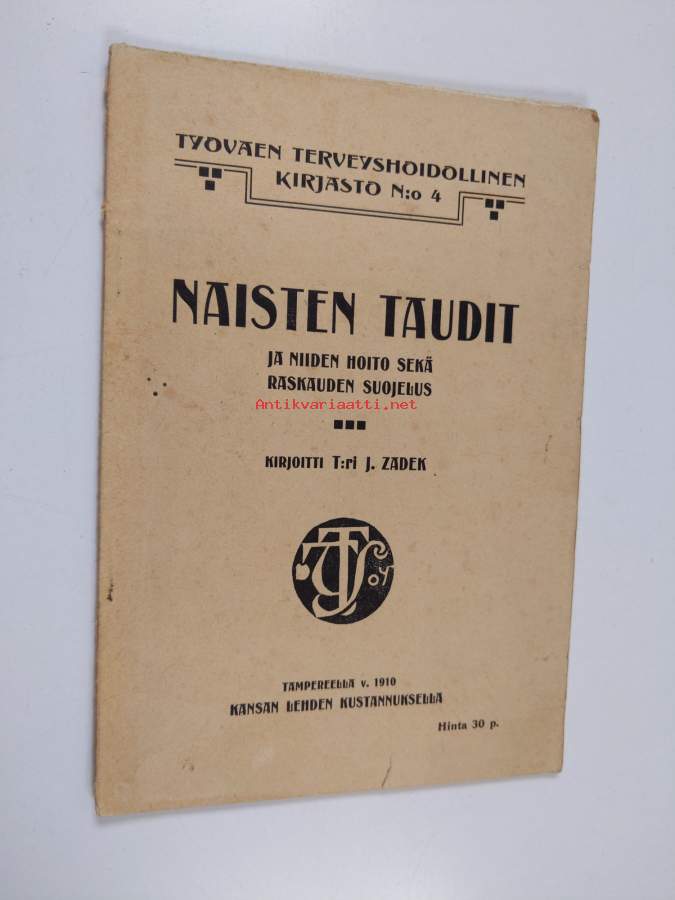 TYÖVÄEN TERVEYSHOIDOLLINEN
KIRJASTO N:o 4
NAISTEN TAUDIT
JA NIIDEN HOITO SEKÄ
RASKAUDEN SUOJELUS
Antikvariaatti.net
KIRJOITTI T:ri J. ZADEK
OY
TAMPEREELLA v. 1910
KANSAN LEHDEN KUSTANNUKSELLA
Hinta 30 p.